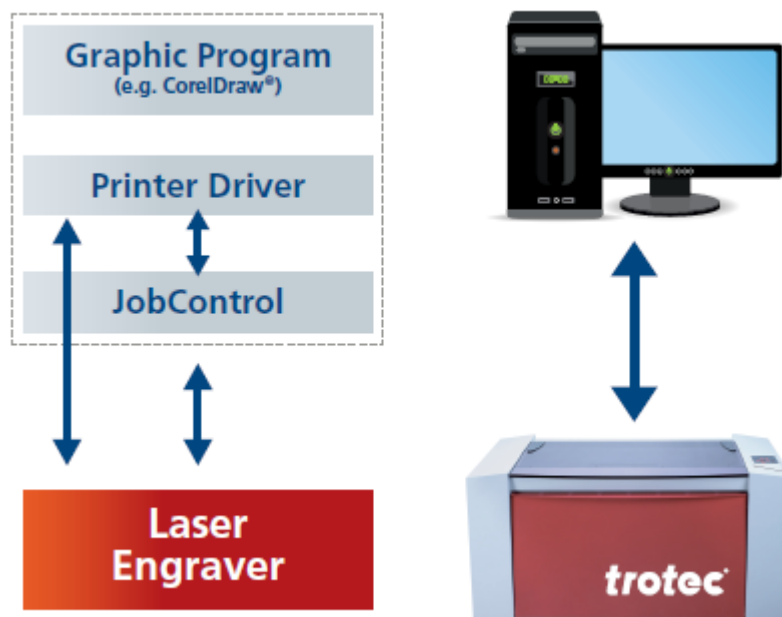 Graphic Program
(e.g. CorelDraw®)
Printer Driver
JobControl
Laser
Engraver
trotec